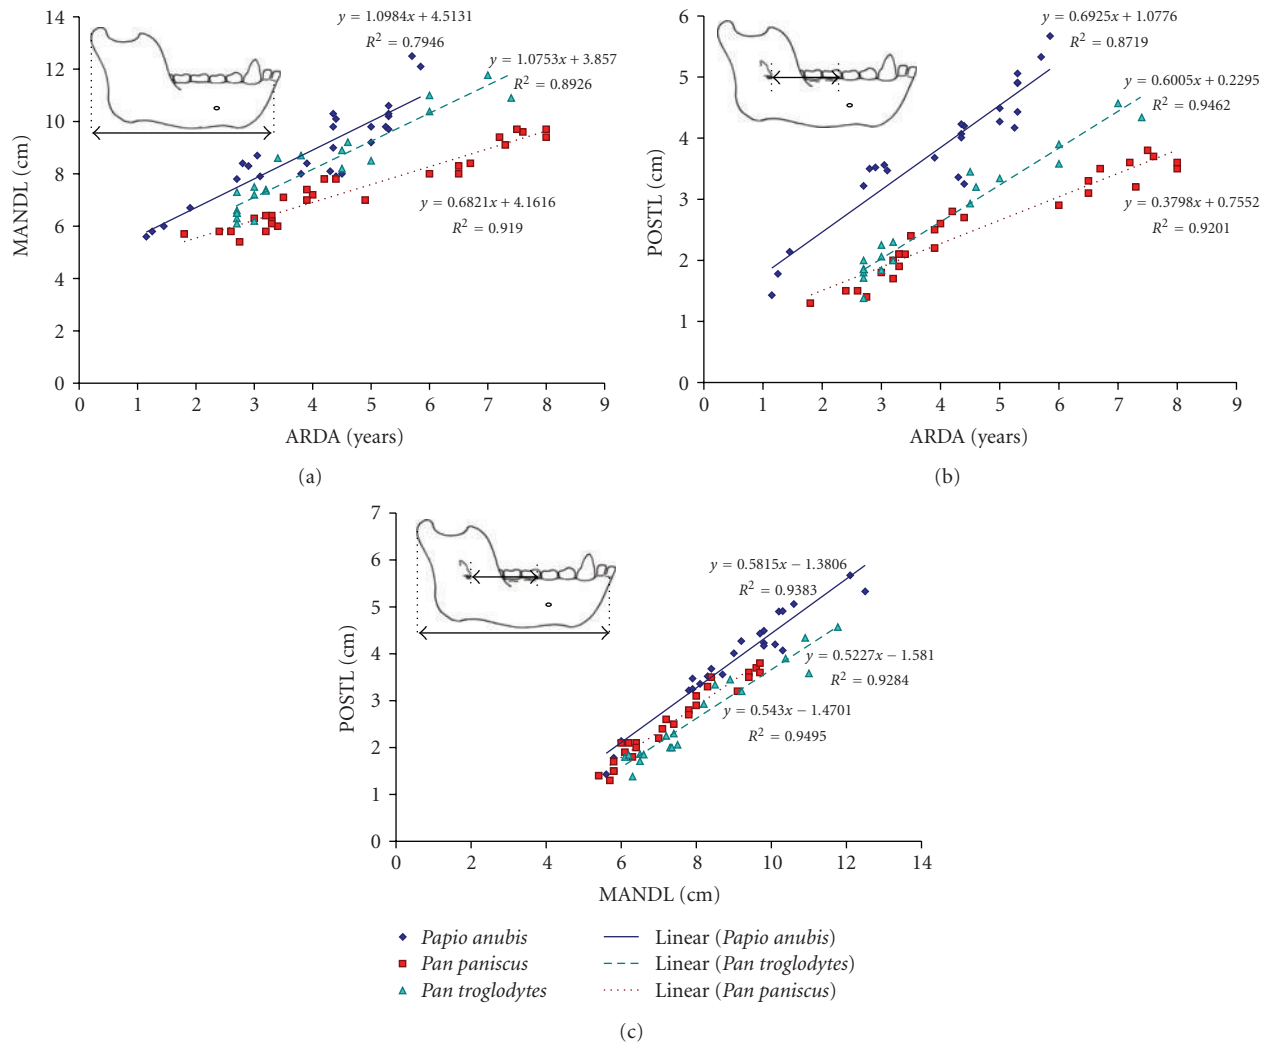 y = 1.0984x + 4.5131
R² = 0.7946
y = 1.0753x + 3.857
R² = 0.8926
y = 0.6821x + 4.1616
R² = 0.919
MANDL (cm)
14
12
10
8
6
4
2
0
0 1 2 3 4 5 6 7 8 9
ARDA (years)
(a)
y = 0.6925x + 1.0776
R² = 0.8719
y = 0.6005x + 0.2295
R² = 0.9462
y = 0.3798x + 0.7552
R² = 0.9201
POSTL (cm)
6
5
4
3
2
1
0
0 1 2 3 4 5 6 7 8 9
ARDA (years)
(b)
y = 0.5815x − 1.3806
R² = 0.9383
y = 0.5227x − 1.581
R² = 0.9284
y = 0.543x − 1.4701
R² = 0.9495
POSTL (cm)
7
6
5
4
3
2
1
0
0 2 4 6 8 10 12 14
MANDL (cm)
Papio anubis
Pan paniscus
Pan troglodytes
Linear (Papio anubis)
Linear (Pan troglodytes)
Linear (Pan paniscus)
(c)